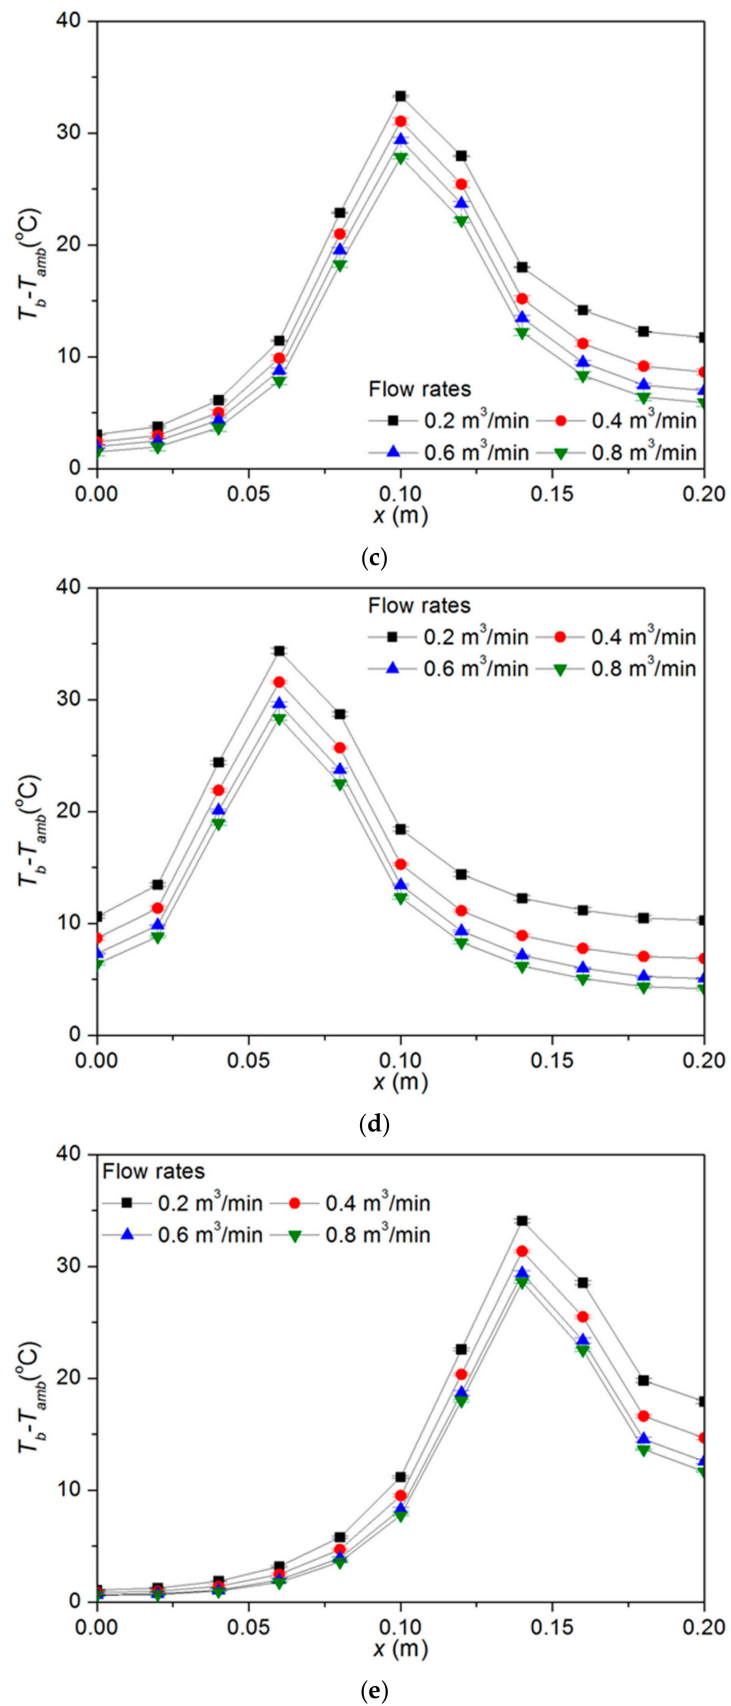 40
30
20
10
0
T_b-T_amb(°C)
Flow rates
0.2 m³/min 0.4 m³/min
0.6 m³/min 0.8 m³/min
0.00 0.05 0.10 0.15 0.20
x (m)
(c)
40
30
20
10
0
T_b-T_amb(°C)
Flow rates
0.2 m³/min 0.4 m³/min
0.6 m³/min 0.8 m³/min
0.00 0.05 0.10 0.15 0.20
x (m)
(d)
40
30
20
10
0
T_b-T_amb(°C)
Flow rates
0.2 m³/min 0.4 m³/min
0.6 m³/min 0.8 m³/min
0.00 0.05 0.10 0.15 0.20
x (m)
(e)